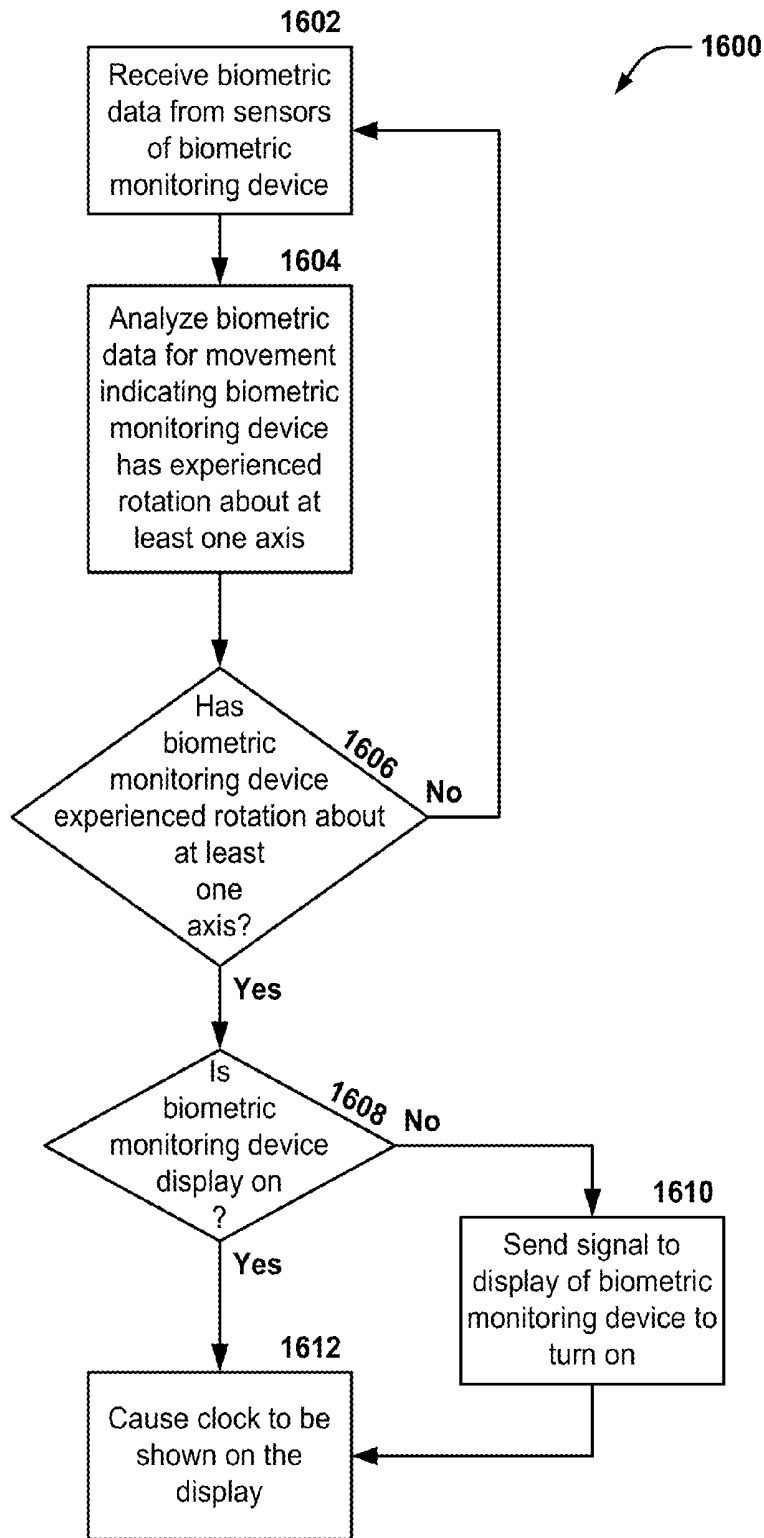 1602
1600
Receive biometric
data from sensors
of biometric
monitoring device
1604
Analyze biometric
data for movement
indicating biometric
monitoring device
has experienced
rotation about at
least one axis
Has
biometric
monitoring device
experienced rotation about
at least
one
axis?
1606
No
Yes
Is
biometric
monitoring device
display on
?
1608
No
Yes
1610
Send signal to
display of biometric
monitoring device to
turn on
1612
Cause clock to be
shown on the
display